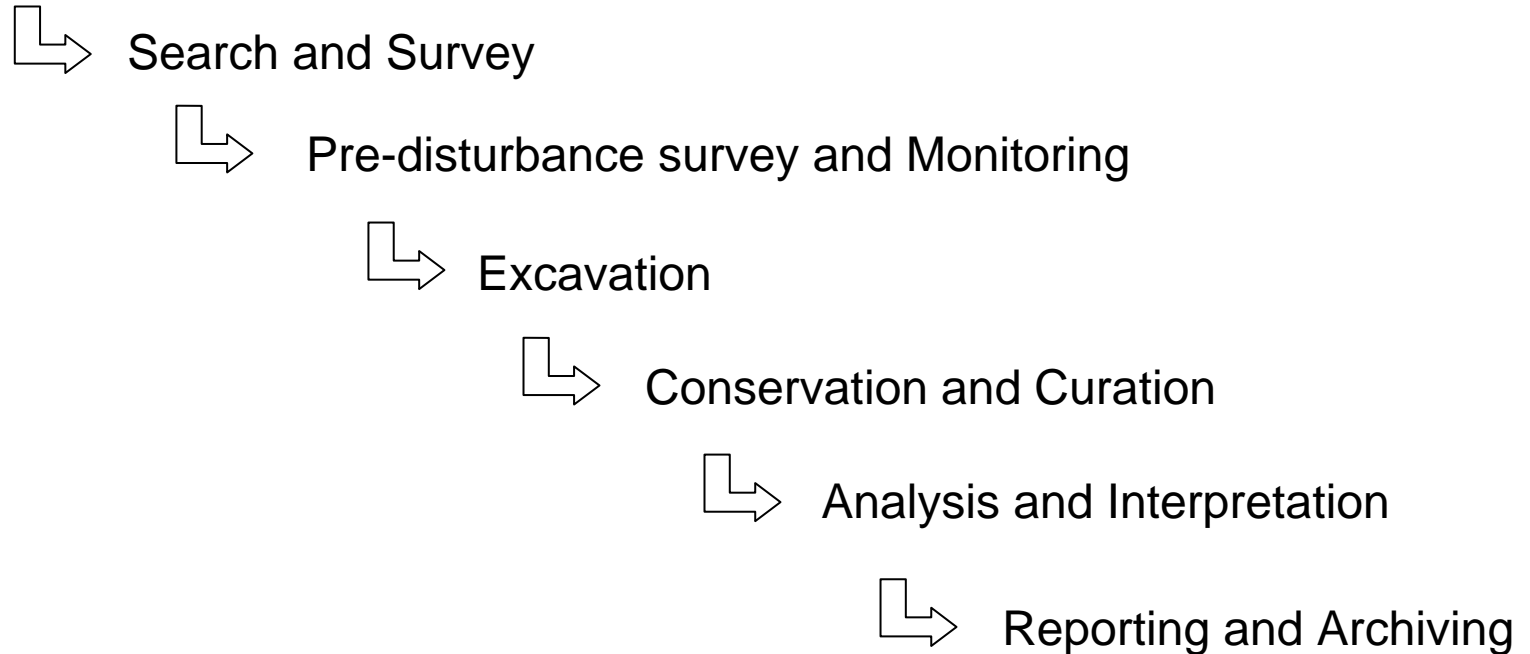 Search and Survey
Pre-disturbance survey and Monitoring
Excavation
Conservation and Curation
Analysis and Interpretation
Reporting and Archiving